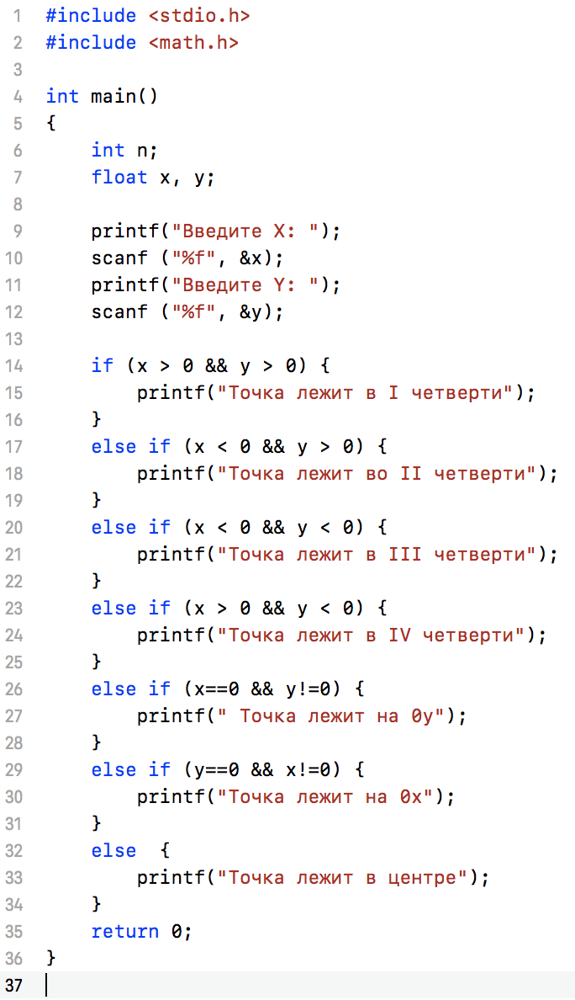 1 #include <stdio.h>
2 #include <math.h>
3
4 int main()
5 {
6     int n;
7     float x, y;
8
9     printf("Введите X: ");
10     scanf ("%f", &x);
11     printf("Введите Y: ");
12     scanf ("%f", &y);
13
14     if (x > 0 && y > 0) {
15         printf("Точка лежит в I четверти");
16     }
17     else if (x < 0 && y > 0) {
18         printf("Точка лежит во II четверти");
19     }
20     else if (x < 0 && y < 0) {
21         printf("Точка лежит в III четверти");
22     }
23     else if (x > 0 && y < 0) {
24         printf("Точка лежит в IV четверти");
25     }
26     else if (x==0 && y!=0) {
27         printf(" Точка лежит на 0y");
28     }
29     else if (y==0 && x!=0) {
30         printf("Точка лежит на 0x");
31     }
32     else  {
33         printf("Точка лежит в центре");
34     }
35     return 0;
36 }
37